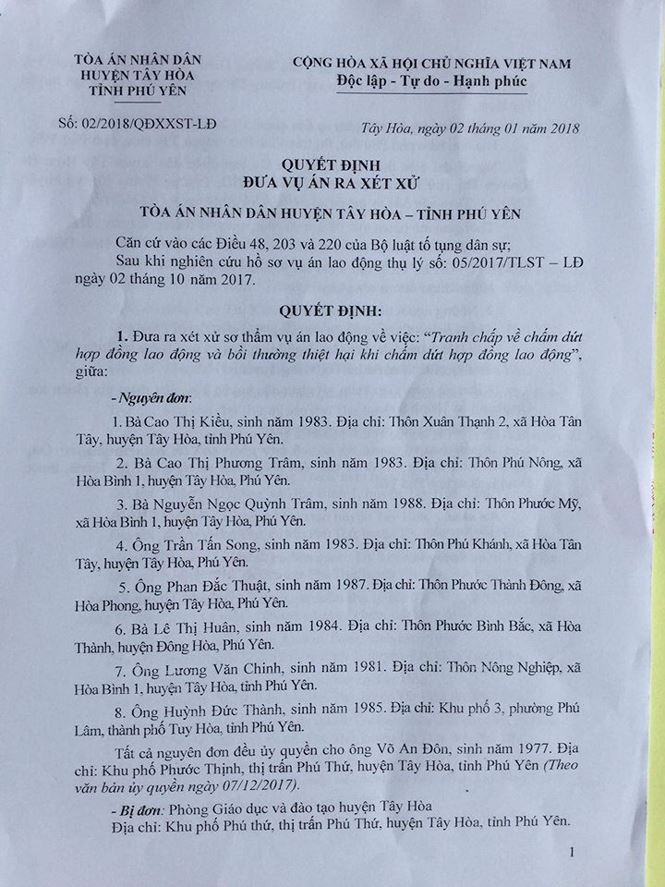 TÒA ÁN NHÂN DÂN
HUYỆN TÂY HÒA
TỈNH PHÚ YÊN
CỘNG HÒA XÃ HỘI CHỦ NGHĨA VIỆT NAM
Độc lập - Tự do - Hạnh phúc
Số: 02/2018/QĐXXST-LĐ
Tây Hòa, ngày 02 tháng 01 năm 2018
QUYẾT ĐỊNH
ĐƯA VỤ ÁN RA XÉT XỬ
TÒA ÁN NHÂN DÂN HUYỆN TÂY HÒA – TỈNH PHÚ YÊN
Căn cứ vào các Điều 48, 203 và 220 của Bộ luật tố tụng dân sự;
Sau khi nghiên cứu hồ sơ vụ án lao động thụ lý số: 05/2017/TLST – LĐ
ngày 02 tháng 10 năm 2017.
QUYẾT ĐỊNH:
1. Đưa ra xét xử sơ thẩm vụ án lao động về việc: “Tranh chấp về chấm dứt
hợp đồng lao động và bồi thường thiệt hại khi chấm dứt hợp đồng lao động”,
giữa:
- Nguyên đơn:
1. Bà Cao Thị Kiều, sinh năm 1983. Địa chỉ: Thôn Xuân Thạnh 2, xã Hòa Tân
Tây, huyện Tây Hòa, tỉnh Phú Yên.
2. Bà Cao Thị Phương Trâm, sinh năm 1983. Địa chỉ: Thôn Phú Nông, xã
Hòa Bình 1, huyện Tây Hòa, Phú Yên.
3. Bà Nguyễn Ngọc Quỳnh Trâm, sinh năm 1988. Địa chỉ: Thôn Phước Mỹ,
xã Hòa Bình 1, huyện Tây Hòa, Phú Yên.
4. Ông Trần Tấn Song, sinh năm 1983. Địa chỉ: Thôn Phú Khánh, xã Hòa Tân
Tây, huyện Tây Hòa, Phú Yên.
5. Ông Phan Đắc Thuật, sinh năm 1987. Địa chỉ: Thôn Phước Thành Đông, xã
Hòa Phong, huyện Tây Hòa, Phú Yên.
6. Bà Lê Thị Huân, sinh năm 1984. Địa chỉ: Thôn Phước Bình Bắc, xã Hòa
Thành, huyện Đông Hòa, Phú Yên.
7. Ông Lương Văn Chinh, sinh năm 1981. Địa chỉ: Thôn Nông Nghiệp, xã
Hòa Bình 1, huyện Tây Hòa, tỉnh Phú Yên.
8. Ông Huỳnh Đức Thành, sinh năm 1985. Địa chỉ: Khu phố 3, phường Phú
Lâm, thành phố Tuy Hòa, tỉnh Phú Yên.
Tất cả nguyên đơn đều ủy quyền cho ông Võ An Đôn, sinh năm 1977. Địa
chỉ: Khu phố Phước Thịnh, thị trấn Phú Thứ, huyện Tây Hòa, tỉnh Phú Yên (Theo
văn bản ủy quyền ngày 07/12/2017).
- Bị đơn: Phòng Giáo dục và đào tạo huyện Tây Hòa
Địa chỉ: Khu phố Phú thứ, thị trấn Phú Thứ, huyện Tây Hòa, tỉnh Phú Yên.
1